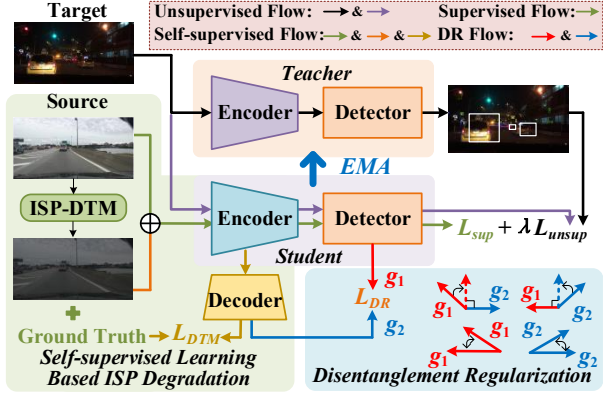 Target
Unsupervised Flow: &
Supervised Flow:
Self-supervised Flow: & &
DR Flow: &
Teacher
Source
Encoder
Detector
EMA
ISP-DTM
Encoder
Detector
L_sup + λ L_unsup
Student
Decoder
g₁
L_DR
g₂
Ground Truth
L_DTM
g₁
g₂
g₁
g₂
g₁
g₁
g₂
g₂
Self-supervised Learning
Based ISP Degradation
Disentanglement Regularization